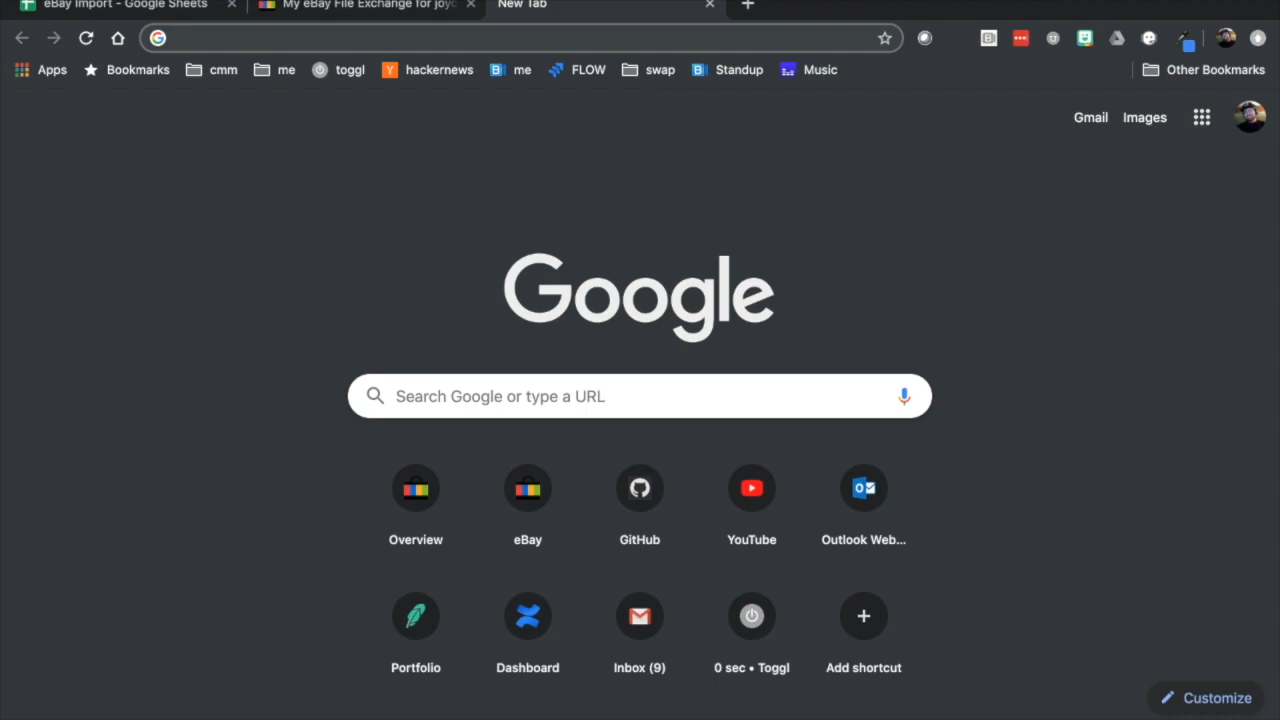 eBay Import - Google Sheets
My eBay File Exchange for joyc
New Tab
Apps Bookmarks cmm me toggl hackernews me FLOW swap Standup Music Other Bookmarks
Gmail Images
Google
Search Google or type a URL
Overview eBay GitHub YouTube Outlook Web...
Portfolio Dashboard Inbox (9) 0 sec • Toggl Add shortcut
Customize